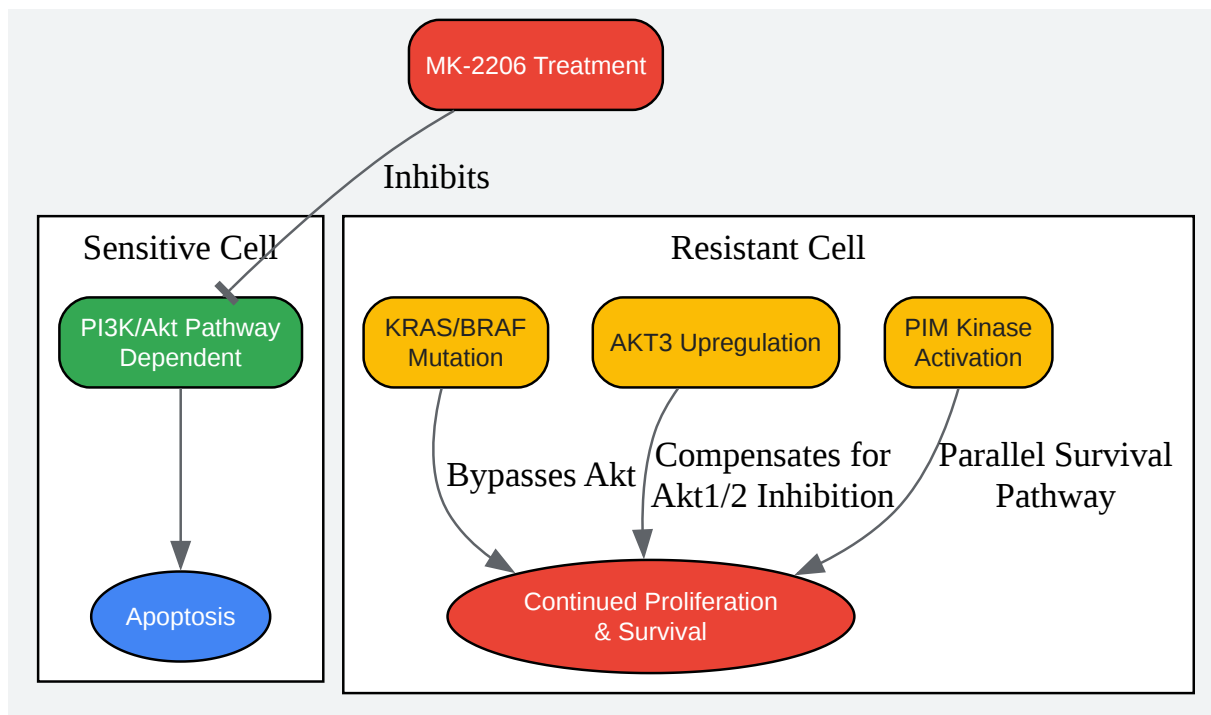 MK-2206 Treatment
Inhibits
Sensitive Cell
Resistant Cell
PI3K/Akt Pathway
Dependent
KRAS/BRAF
Mutation
AKT3 Upregulation
PIM Kinase
Activation
Bypasses Akt
Compensates for
Akt1/2 Inhibition
Parallel Survival
Pathway
Apoptosis
Continued Proliferation
& Survival